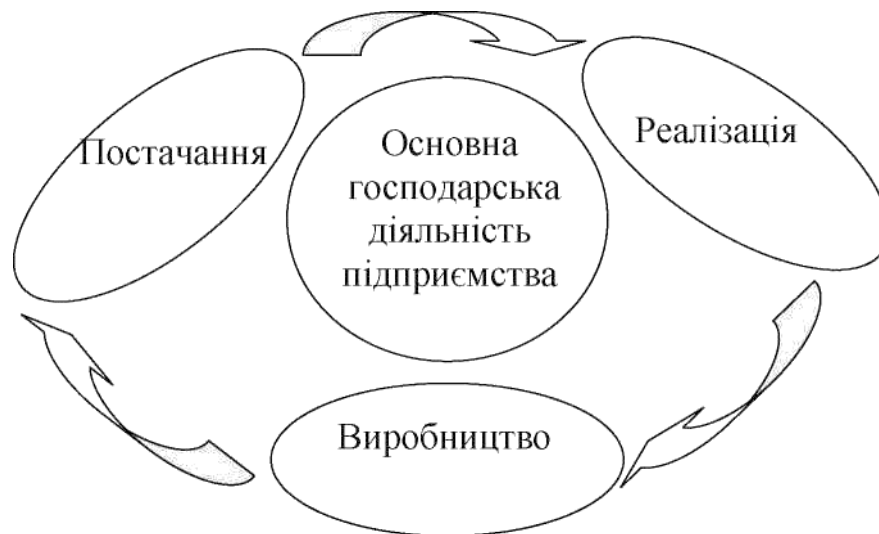 Постачання
Основна
господарська
діяльність
підприємства
Реалізація
Виробництво